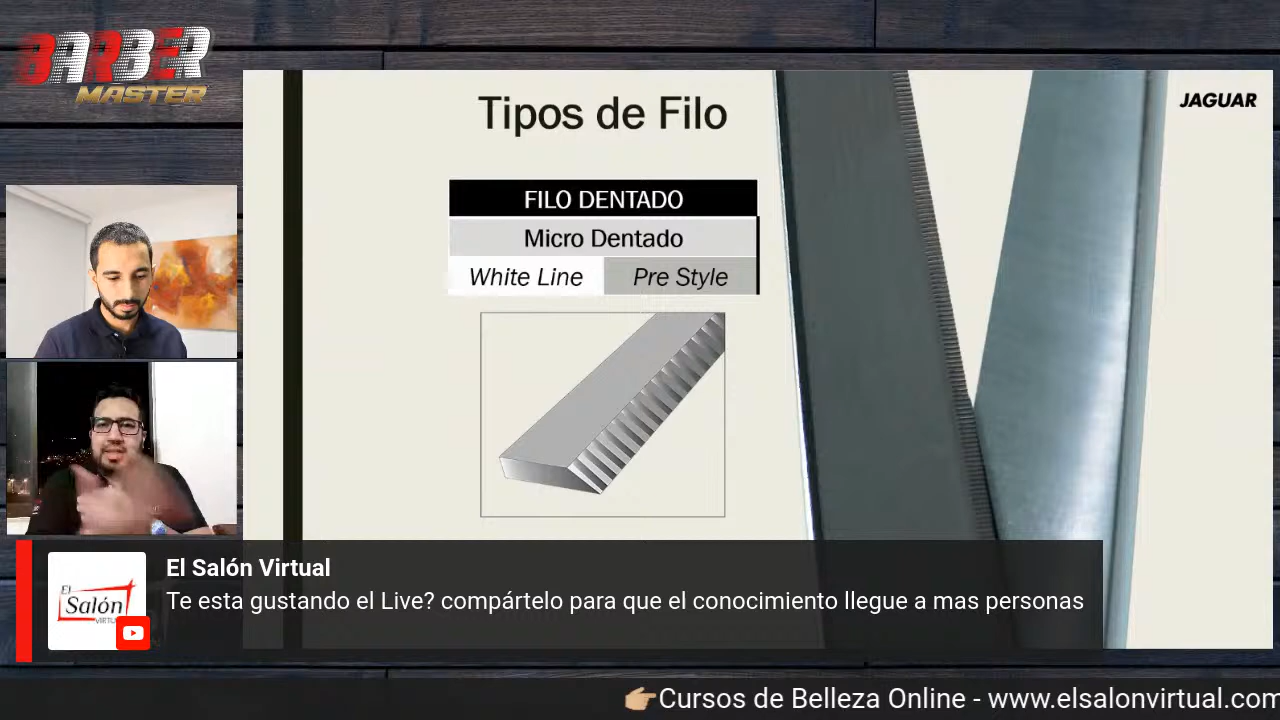 BARBER
MASTER
JAGUAR
Tipos de Filo
FILO DENTADO
Micro Dentado
White Line
Pre Style
El Salón Virtual
Te esta gustando el Live? compártelo para que el conocimiento llegue a mas personas
El
Salón
👉🏼Cursos de Belleza Online - www.elsalonvirtual.com